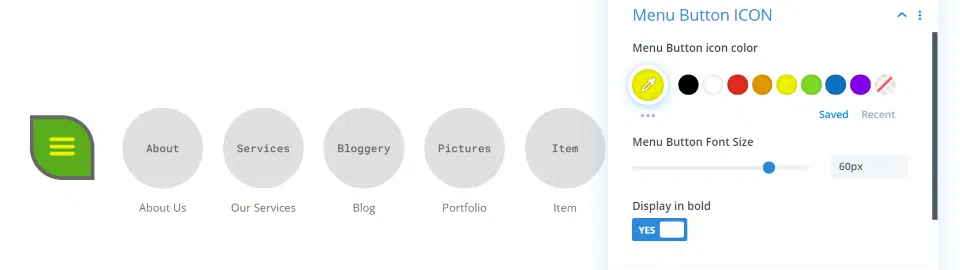 Menu Button ICON
Menu Button icon color
Saved Recent
Menu Button Font Size
60px
Display in bold
YES
About Services Bloggery Pictures Item
About Us Our Services Blog Portfolio Item